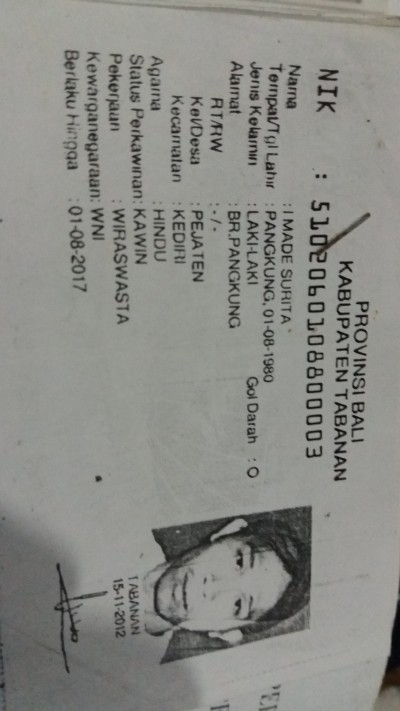 PROVINSI BALI
KABUPATEN TABANAN
NIK : 5102060108800003
Nama : I MADE SURITA
Tempat/Tgl Lahir : PANGKUNG, 01-08-1980
Jenis Kelamin : LAKI-LAKI Gol Darah : O
Alamat : BR.PANGKUNG
RT/RW : -/-
Kel/Desa : PEJATEN
Kecamatan : KEDIRI
Agama : HINDU
Status Perkawinan: KAWIN
Pekerjaan : WIRASWASTA
Kewarganegaraan: WNI
Berlaku Hingga : 01-08-2017
TABANAN
15-11-2012